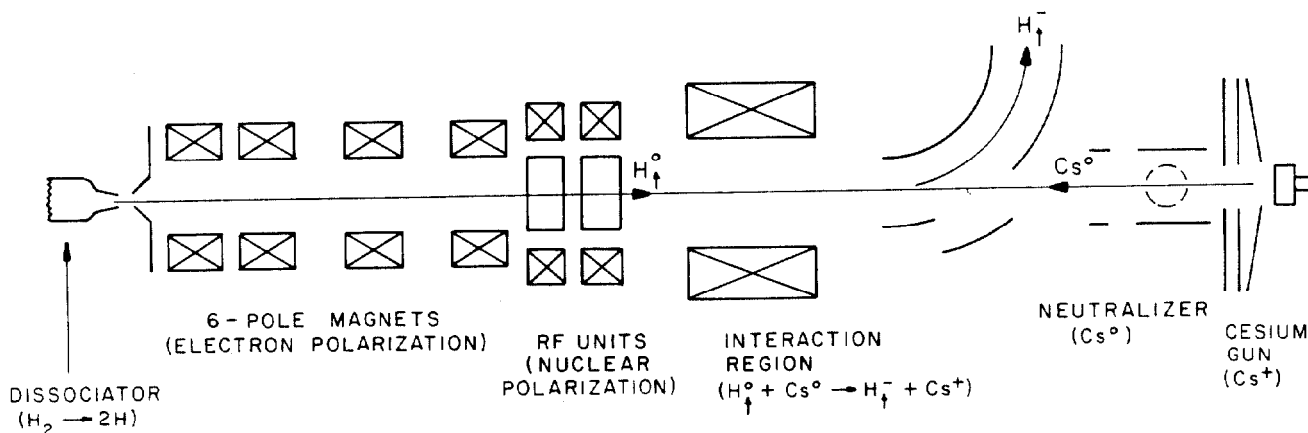 H↑⁻
H↑°
Cs°
6-POLE MAGNETS
(ELECTRON POLARIZATION)
RF UNITS
(NUCLEAR
POLARIZATION)
INTERACTION
REGION
(H↑° + Cs° → H↑⁻ + Cs⁺)
NEUTRALIZER
(Cs°)
CESIUM
GUN
(Cs⁺)
DISSOCIATOR
(H₂ → 2H)